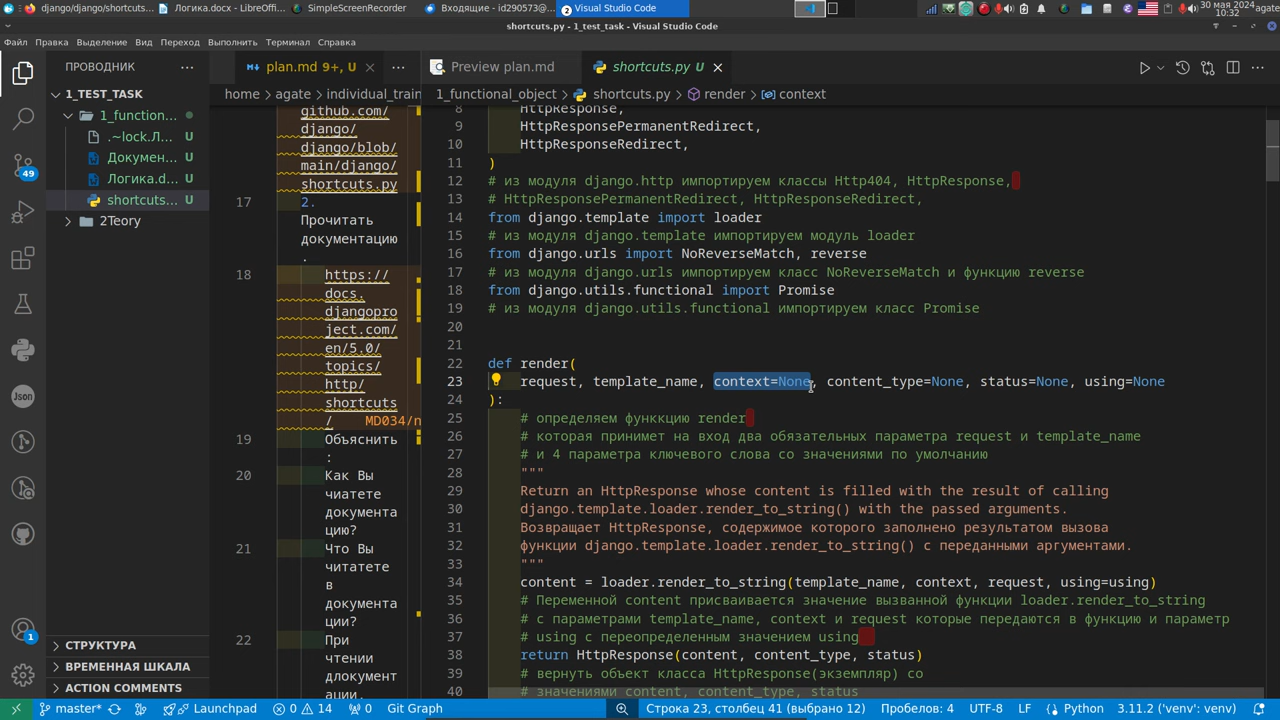 django/django/shortcuts...
Логика.docx — LibreOffi...
SimpleScreenRecorder
Входящие - id290573@...
2 Visual Studio Code
30 мая 2024
10:32
agate
shortcuts.py - 1_test_task - Visual Studio Code
Файл Правка Выделение Вид Переход Выполнить Терминал Справка
ПРОВОДНИК
1_TEST_TASK
1_function...
.~lock.Л...
Докумен...
Логика.d...
shortcuts...
2Teory
СТРУКТУРА
ВРЕМЕННАЯ ШКАЛА
ACTION COMMENTS
49
1
plan.md 9+, U
home agate individual_train
github.com/
django/
django/blob/
main/django/
shortcuts.py
17 2.
Прочитать
документацию
.
18 https://
docs.
djangopro
ject.com/
en/5.0/
topics/
http/
shortcuts
/ MD034/n
19 Объяснить
:
20 Как Вы
чиатете
документа
цию?
21 Что Вы
читатете
в
документа
ции?
22 При
чтении
длкумент
ации.
Preview plan.md
shortcuts.py U
1_functional_object shortcuts.py render context
8 HttpResponse,
9 HttpResponsePermanentRedirect,
10 HttpResponseRedirect,
11 )
12 # из модуля django.http импортируем классы Http404, HttpResponse,
13 # HttpResponsePermanentRedirect, HttpResponseRedirect,
14 from django.template import loader
15 # из модуля django.template импортируем модуль loader
16 from django.urls import NoReverseMatch, reverse
17 # из модуля django.urls импортируем класс NoReverseMatch и функцию reverse
18 from django.utils.functional import Promise
19 # из модуля django.utils.functional импортируем класс Promise
20
21
22 def render(
23 request, template_name, context=None, content_type=None, status=None, using=None
24 ):
25 # определяем функкцию render
26 # которая принимет на вход два обязательных параметра request и template_name
27 # и 4 параметра ключевого слова со значениями по умолчанию
28 """
29 Return an HttpResponse whose content is filled with the result of calling
30 django.template.loader.render_to_string() with the passed arguments.
31 Возвращает HttpResponse, содержимое которого заполнено результатом вызова
32 функции django.template.loader.render_to_string() с переданными аргументами.
33 """
34 content = loader.render_to_string(template_name, context, request, using=using)
35 # Переменной content присваивается значение вызванной функции loader.render_to_string
36 # с параметрами template_name, context и request которые передаются в функцию и параметр
37 # using с переопределенным значением using
38 return HttpResponse(content, content_type, status)
39 # вернуть объект класса HttpResponse(экземпляр) со
40 # значениями content, content_type, status
master* Launchpad 0 14 0 Git Graph Строка 23, столбец 41 (выбрано 12) Пробелов: 4 UTF-8 LF Python 3.11.2 ('venv': venv)